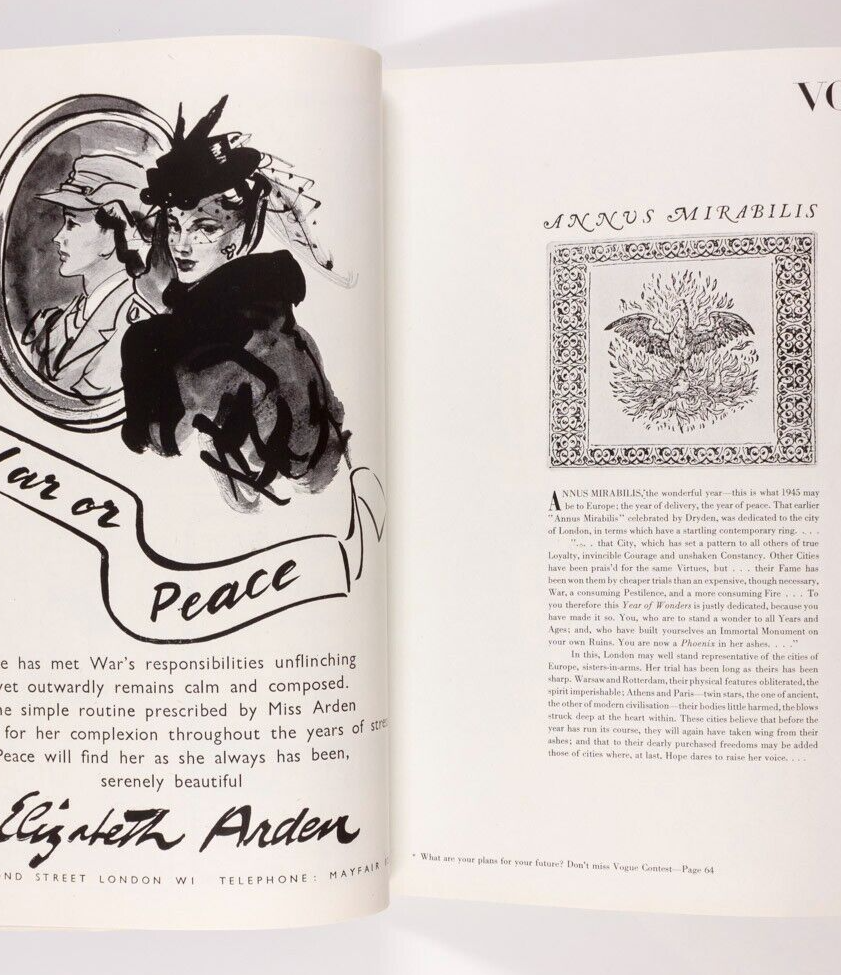 or
Peace
e has met War's responsibilities unflinching
yet outwardly remains calm and composed.
he simple routine prescribed by Miss Arden
for her complexion throughout the years of stre
Peace will find her as she always has been,
serenely beautiful
Elizabeth Arden
ND STREET LONDON W1 TELEPHONE: MAYFAIR
VO
ANNUS MIRABILIS
ANNUS MIRABILIS, the wonderful year—this is what 1945 may
be to Europe; the year of delivery, the year of peace. That earlier
"Annus Mirabilis" celebrated by Dryden, was dedicated to the city
of London, in terms which have a startling contemporary ring. . . .
". . . that City, which has set a pattern to all others of true
Loyalty, invincible Courage and unshaken Constancy. Other Cities
have been prais'd for the same Virtues, but . . . their Fame has
been won them by cheaper trials than an expensive, though necessary,
War, a consuming Pestilence, and a more consuming Fire . . . To
you therefore this Year of Wonders is justly dedicated, because you
have made it so. You, who are to stand a wonder to all Years and
Ages; and, who have built yourselves an Immortal Monument on
your own Ruins. You are now a Phoenix in her ashes. . . ."
In this, London may well stand representative of the cities of
Europe, sisters-in-arms. Her trial has been long as theirs has been
sharp. Warsaw and Rotterdam, their physical features obliterated, the
spirit imperishable; Athens and Paris—twin stars, the one of ancient,
the other of modern civilisation—their bodies little harmed, the blows
struck deep at the heart within. These cities believe that before the
year has run its course, they will again have taken wing from their
ashes; and that to their dearly purchased freedoms may be added
those of cities where, at last, Hope dares to raise her voice. . . .
* What are your plans for your future? Don't miss Vogue Contest—Page 64